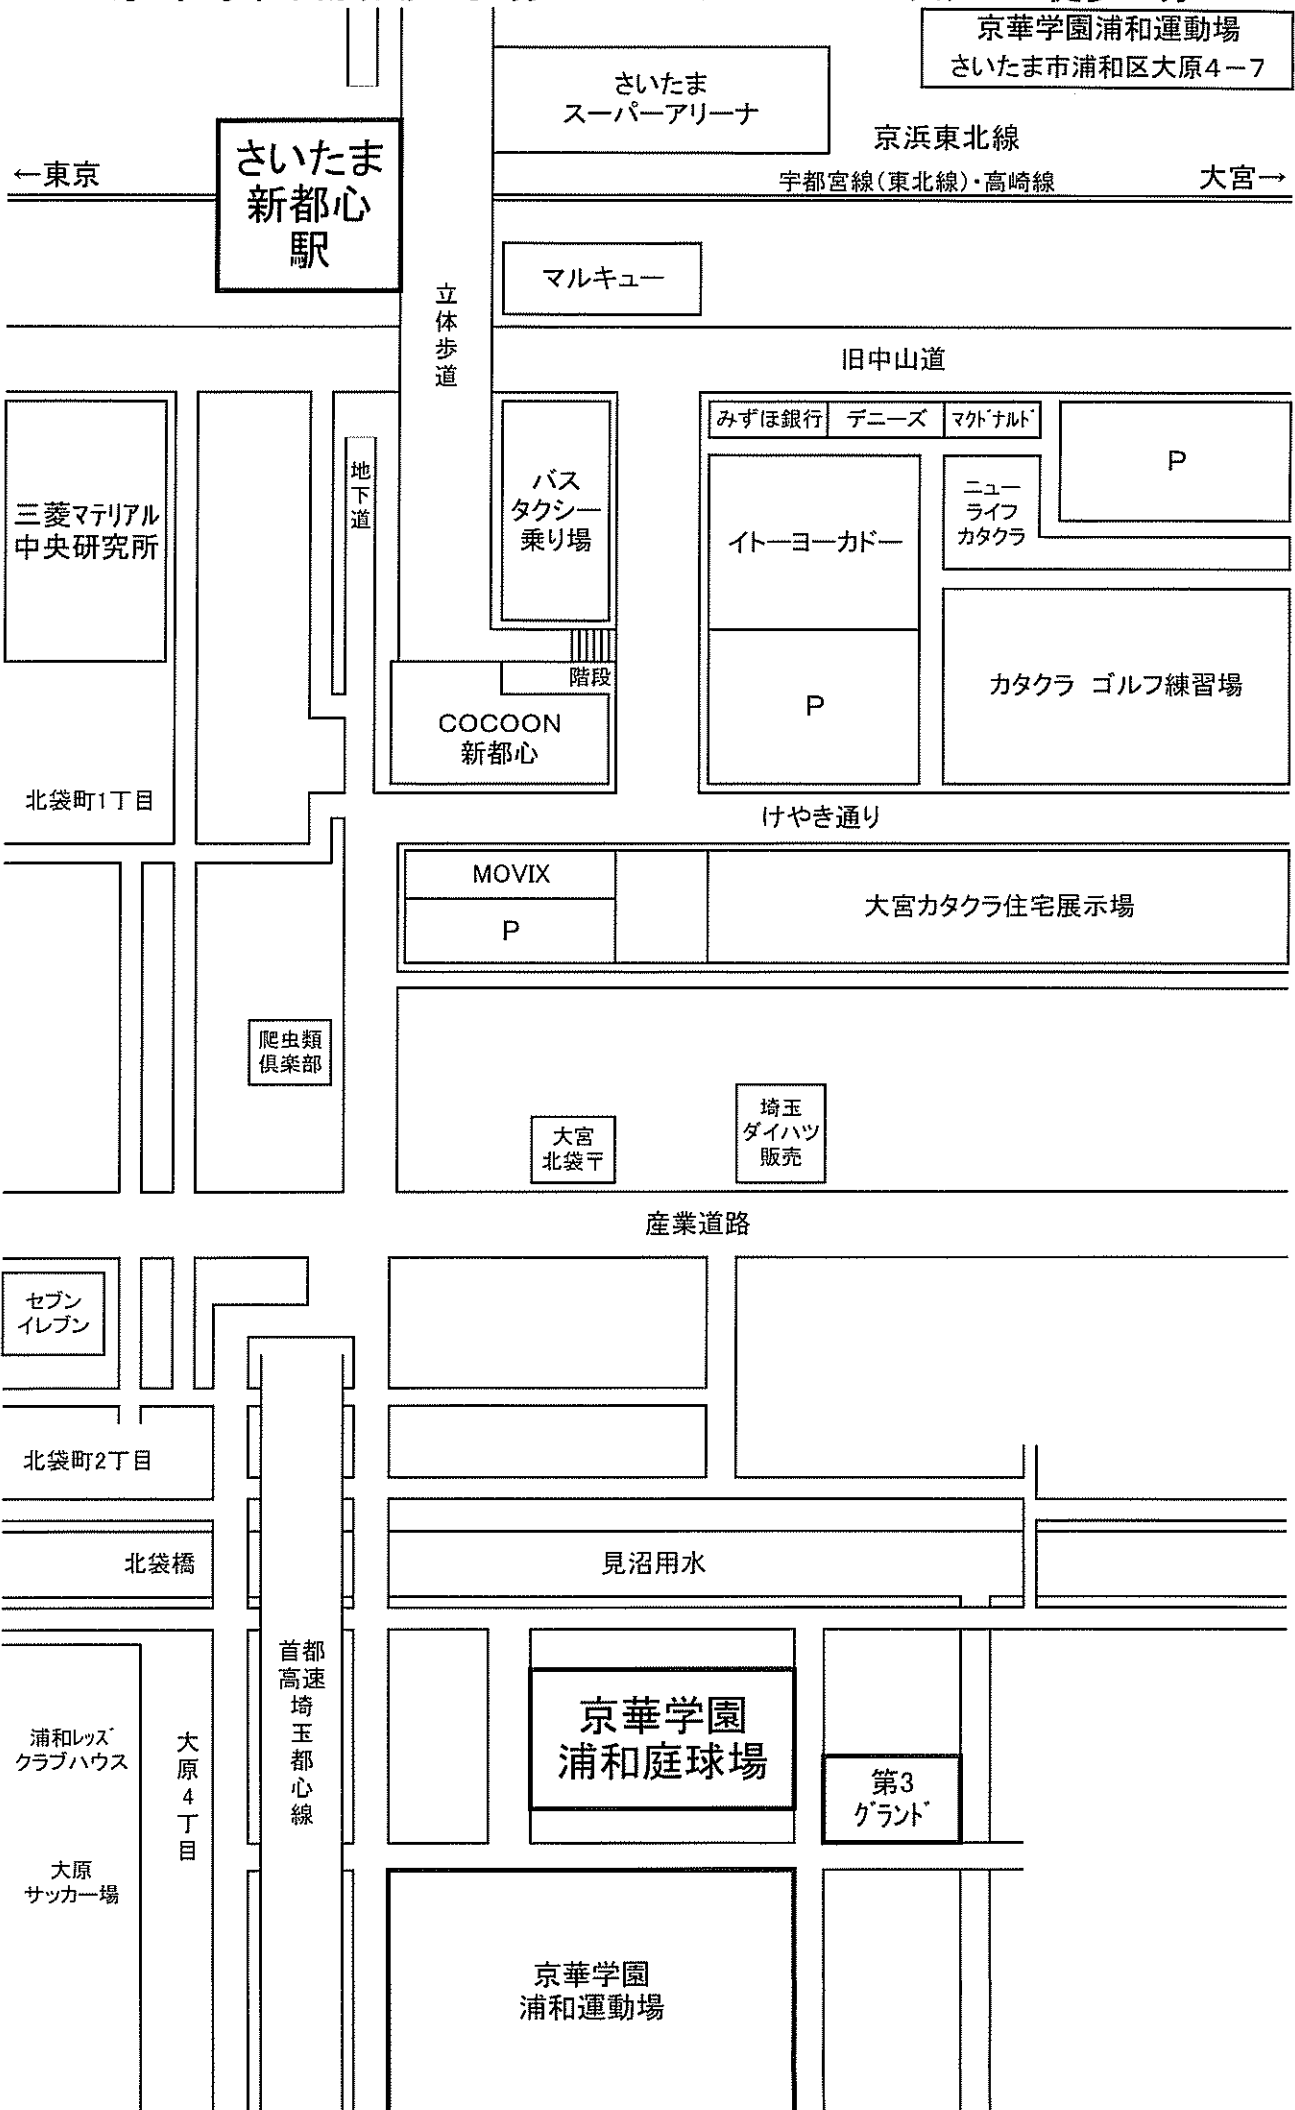 京華学園浦和運動場
さいたま市浦和区大原4−7
さいたま
スーパーアリーナ
京浜東北線
←東京
さいたま
新都心
駅
宇都宮線(東北線)・高崎線
大宮→
マルキュー
立体歩道
旧中山道
みずほ銀行
デニーズ
マクドナルド
P
三菱マテリアル
中央研究所
地下道
バス
タクシー
乗り場
イトーヨーカドー
ニュー
ライフ
カタクラ
階段
カタクラ ゴルフ練習場
P
COCOON
新都心
北袋町1丁目
けやき通り
MOVIX
P
大宮カタクラ住宅展示場
爬虫類
倶楽部
大宮
北袋〒
埼玉
ダイハツ
販売
産業道路
セブン
イレブン
北袋町2丁目
北袋橋
見沼用水
首都
高速
埼玉都心線
京華学園
浦和庭球場
浦和レッズ
クラブハウス
大原4丁目
第3
グランド
大原
サッカー場
京華学園
浦和運動場